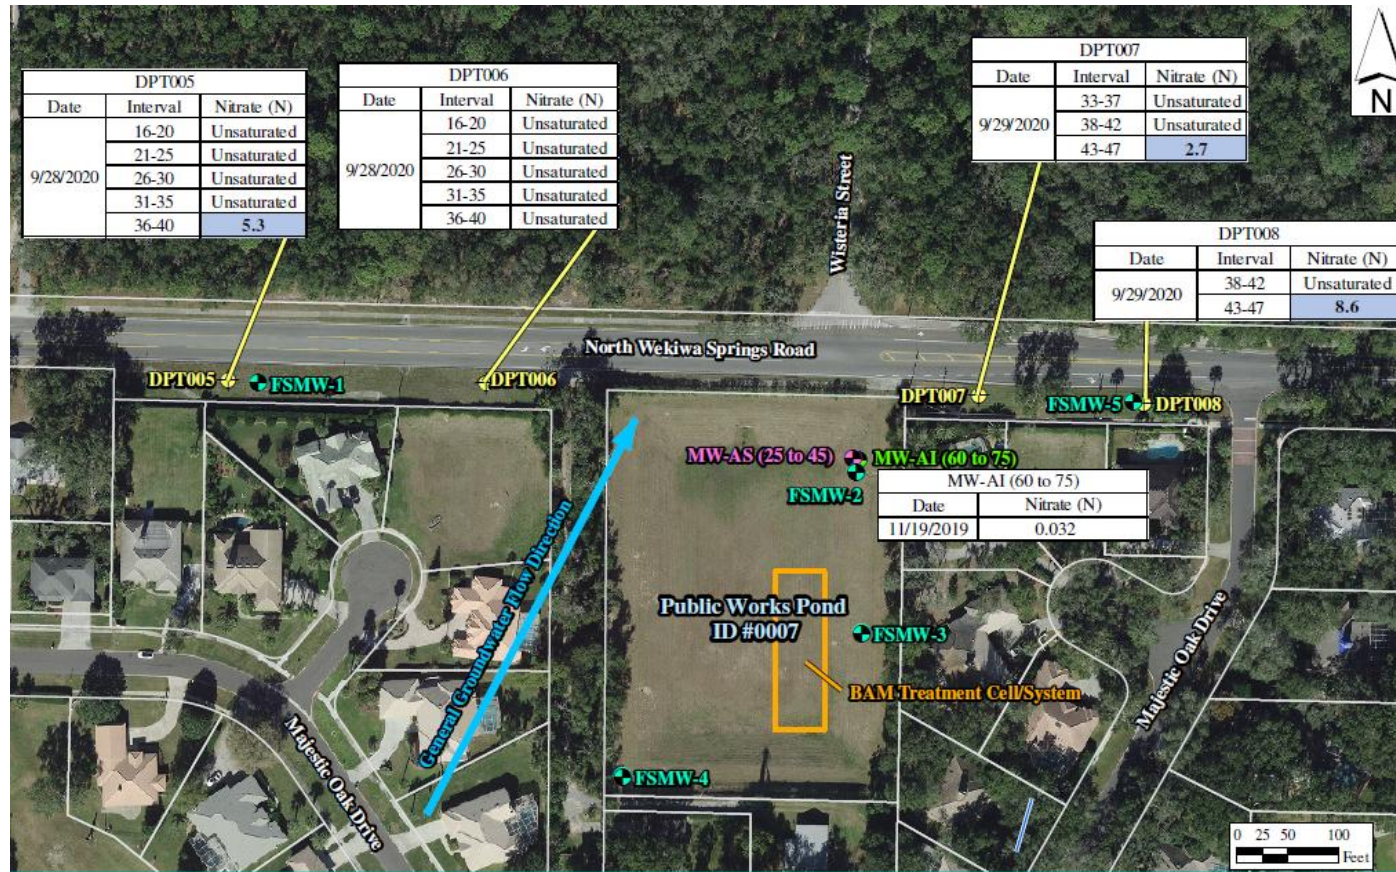 DPT005
Date Interval Nitrate (N)
9/28/2020
16-20 Unsaturated
21-25 Unsaturated
26-30 Unsaturated
31-35 Unsaturated
36-40 5.3
DPT006
Date Interval Nitrate (N)
9/28/2020
16-20 Unsaturated
21-25 Unsaturated
26-30 Unsaturated
31-35 Unsaturated
36-40 Unsaturated
DPT007
Date Interval Nitrate (N)
9/29/2020
33-37 Unsaturated
38-42 Unsaturated
43-47 2.7
N
DPT008
Date Interval Nitrate (N)
9/29/2020
38-42 Unsaturated
43-47 8.6
Wisteria Street
North Wekiwa Springs Road
DPT005
FSMW-1
DPT006
DPT007
FSMW-5
DPT008
MW-AS (25 to 45)
MW-AI (60 to 75)
FSMW-2
MW-AI (60 to 75)
Date Nitrate (N)
11/19/2019 0.032
General Groundwater Flow Direction
Public Works Pond
ID #0007
FSMW-3
BAM Treatment Cell/System
Majestic Oak Drive
Majestic Oak Drive
FSMW-4
0 25 50 100
Feet